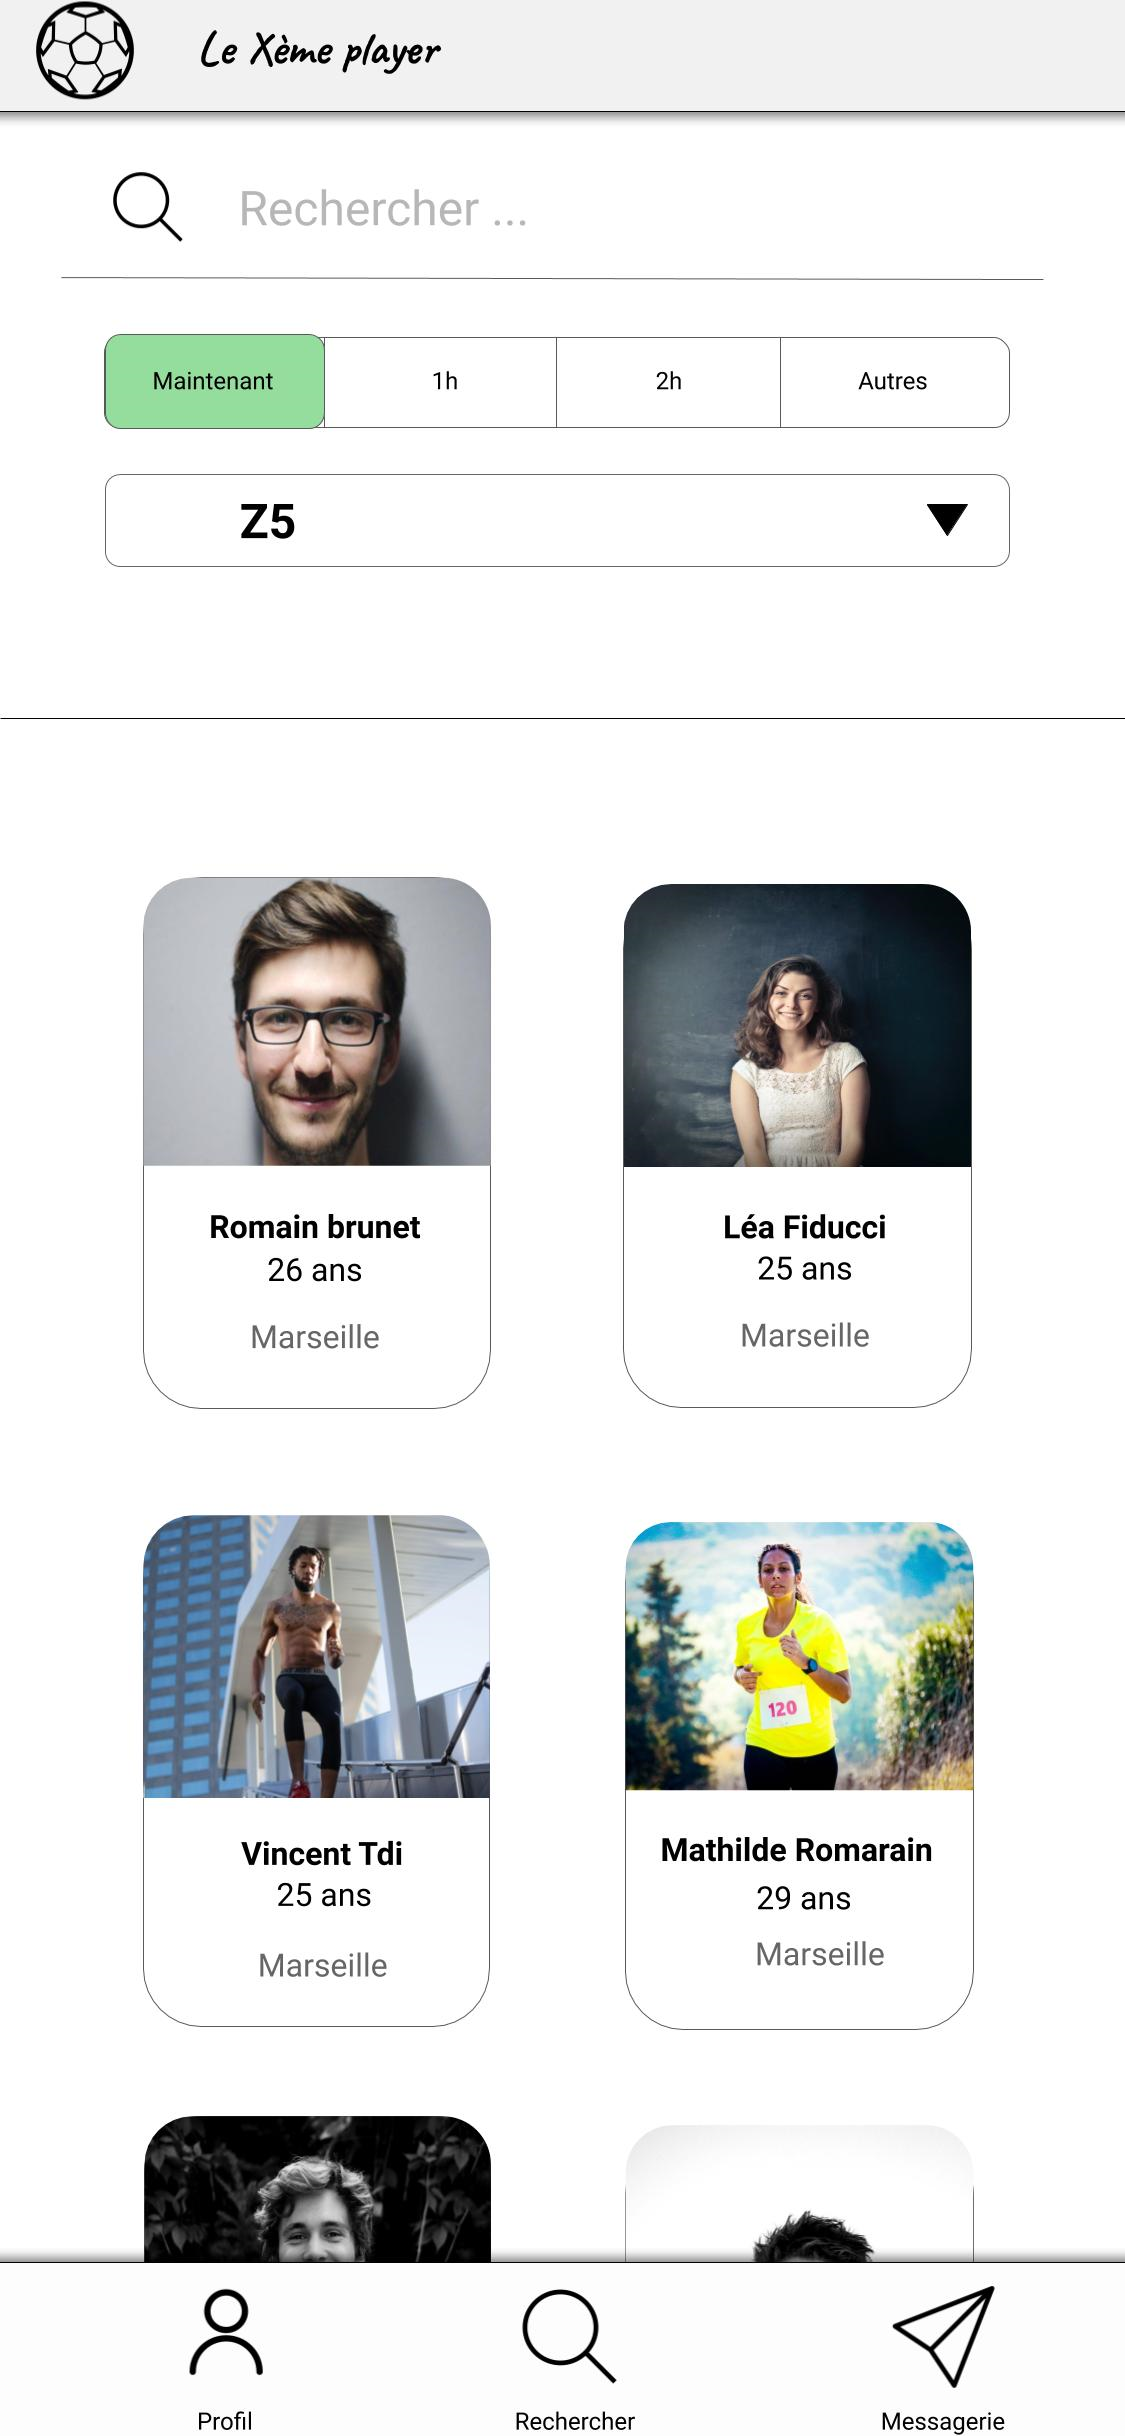 Le Xème player
Rechercher ...
Maintenant 1h 2h Autres
Z5
Romain brunet
26 ans
Marseille
Léa Fiducci
25 ans
Marseille
Vincent Tdi
25 ans
Marseille
Mathilde Romarain
29 ans
Marseille
120
Profil Rechercher Messagerie